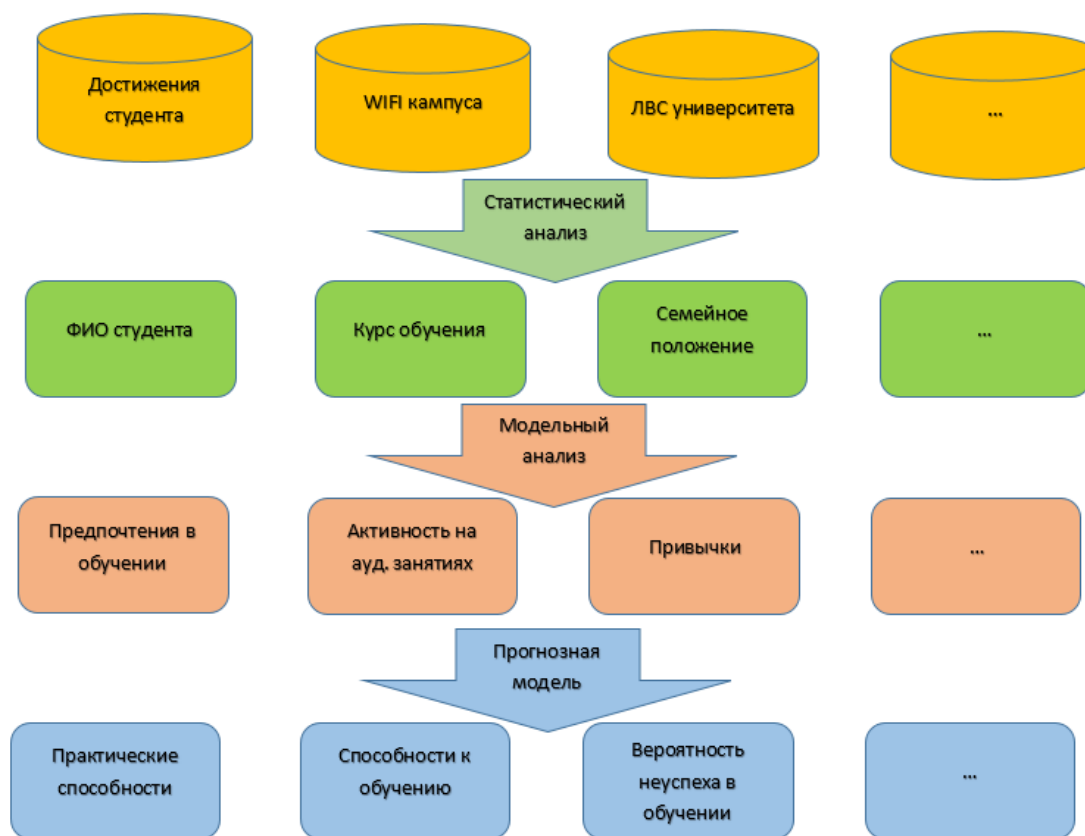 Достижения
студента
WIFI кампуса
ЛВС университета
...
Статистический
анализ
ФИО студента
Курс обучения
Семейное
положение
...
Модельный
анализ
Предпочтения в
обучении
Активность на
ауд. занятиях
Привычки
...
Прогнозная
модель
Практические
способности
Способности к
обучению
Вероятность
неуспеха в
обучении
...